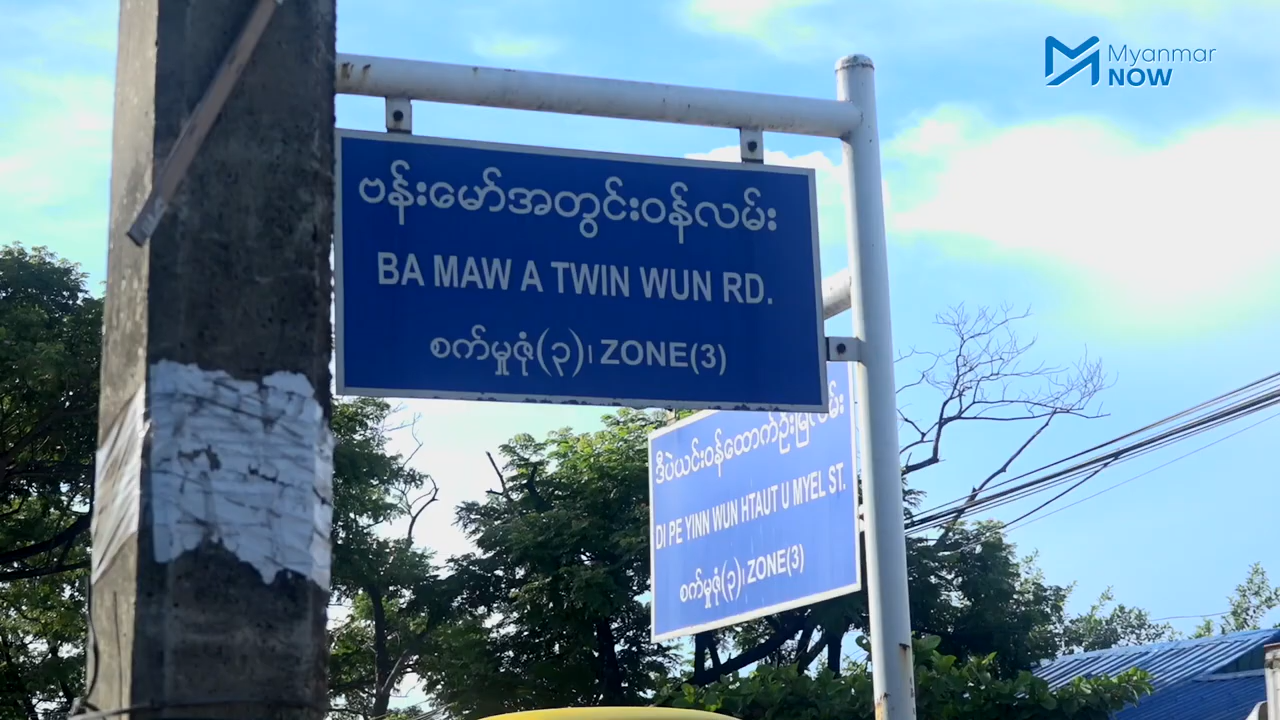 Myanmar
NOW
ဗန်းမော်အတွင်းဝန်လမ်း
BA MAW A TWIN WUN RD.
စက်မှုဇုံ(၃)၊ ZONE(3)
ဒီပဲယင်းဝန်ထောက်ဦးမြဲလမ်း
DI PE YINN WUN HTAUT U MYEL ST.
စက်မှုဇုံ(၃)၊ ZONE(3)